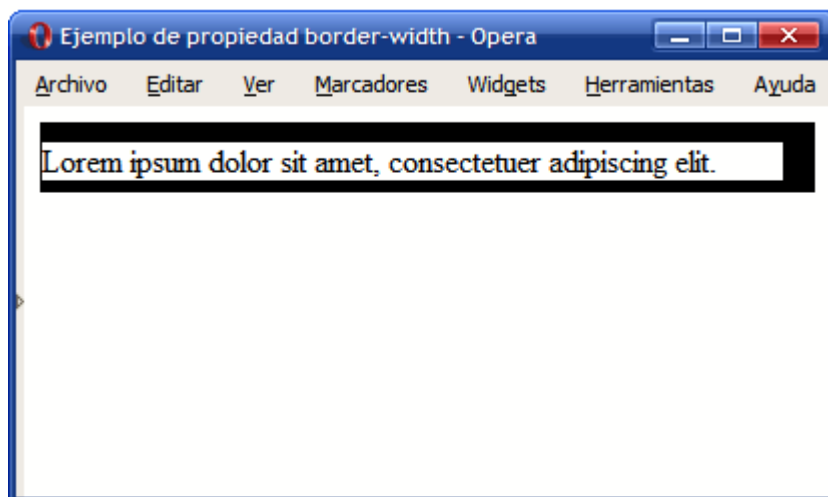 Ejemplo de propiedad border-width - Opera
Archivo Editar Ver Marcadores Widgets Herramientas Ayuda
Lorem ipsum dolor sit amet, consectetuer adipiscing elit.